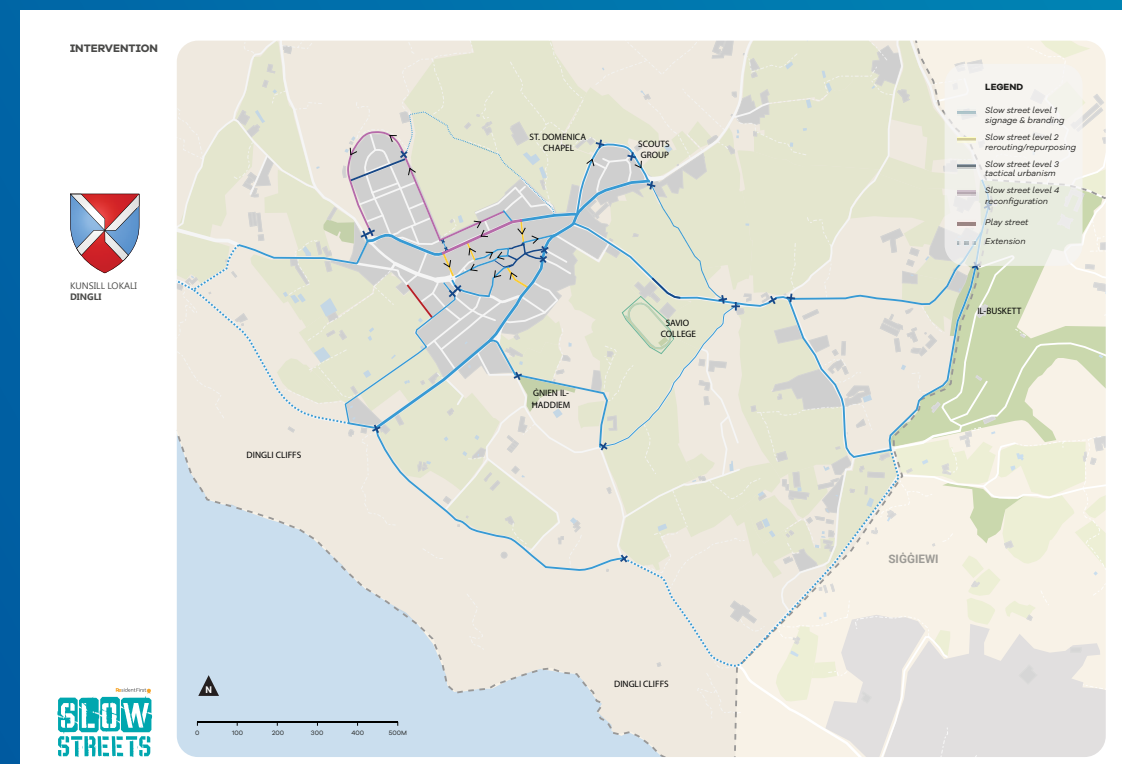 INTERVENTION
KUNSILL LOKALI
DINGLI
ResidentFirst
SLOW
STREETS
ST. DOMENICA
CHAPEL
SCOUTS
GROUP
SAVIO
COLLEGE
ĠNIEN IL-
ĦADDIEM
IL-BUSKETT
DINGLI CLIFFS
SIĠĠIEWI
DINGLI CLIFFS
N
0 100 200 300 400 500M
LEGEND
Slow street level 1
signage & branding
Slow street level 2
rerouting/repurposing
Slow street level 3
tactical urbanism
Slow street level 4
reconfiguration
Play street
Extension